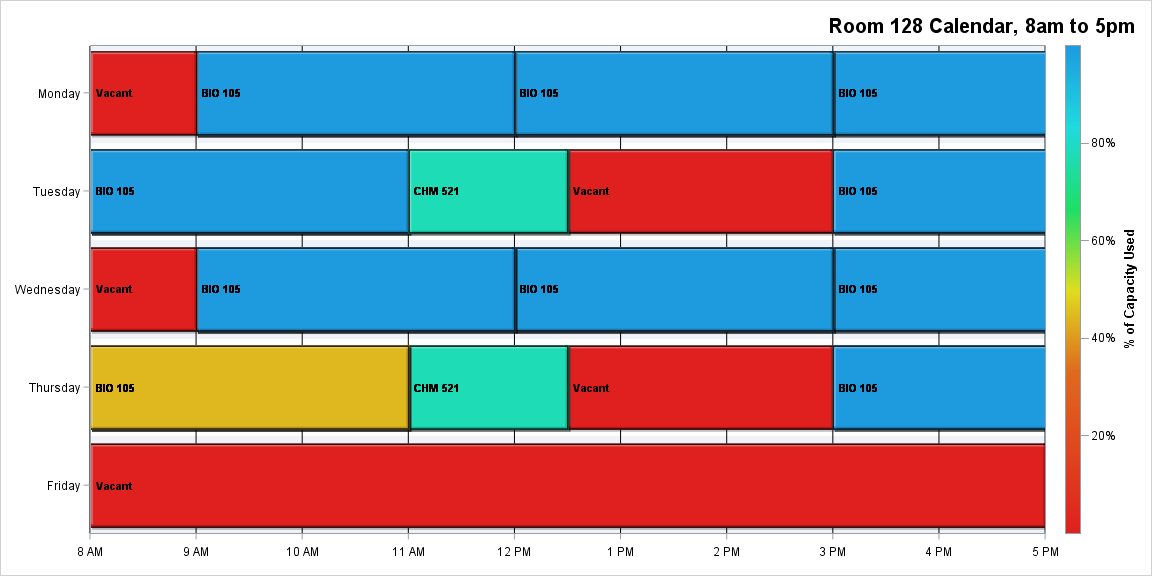 Room 128 Calendar, 8am to 5pm
Monday
Vacant
BIO 105
BIO 105
BIO 105
Tuesday
BIO 105
CHM 521
Vacant
BIO 105
Wednesday
Vacant
BIO 105
BIO 105
BIO 105
Thursday
BIO 105
CHM 521
Vacant
BIO 105
Friday
Vacant
8 AM
9 AM
10 AM
11 AM
12 PM
1 PM
2 PM
3 PM
4 PM
5 PM
80%
60%
40%
20%
% of Capacity Used